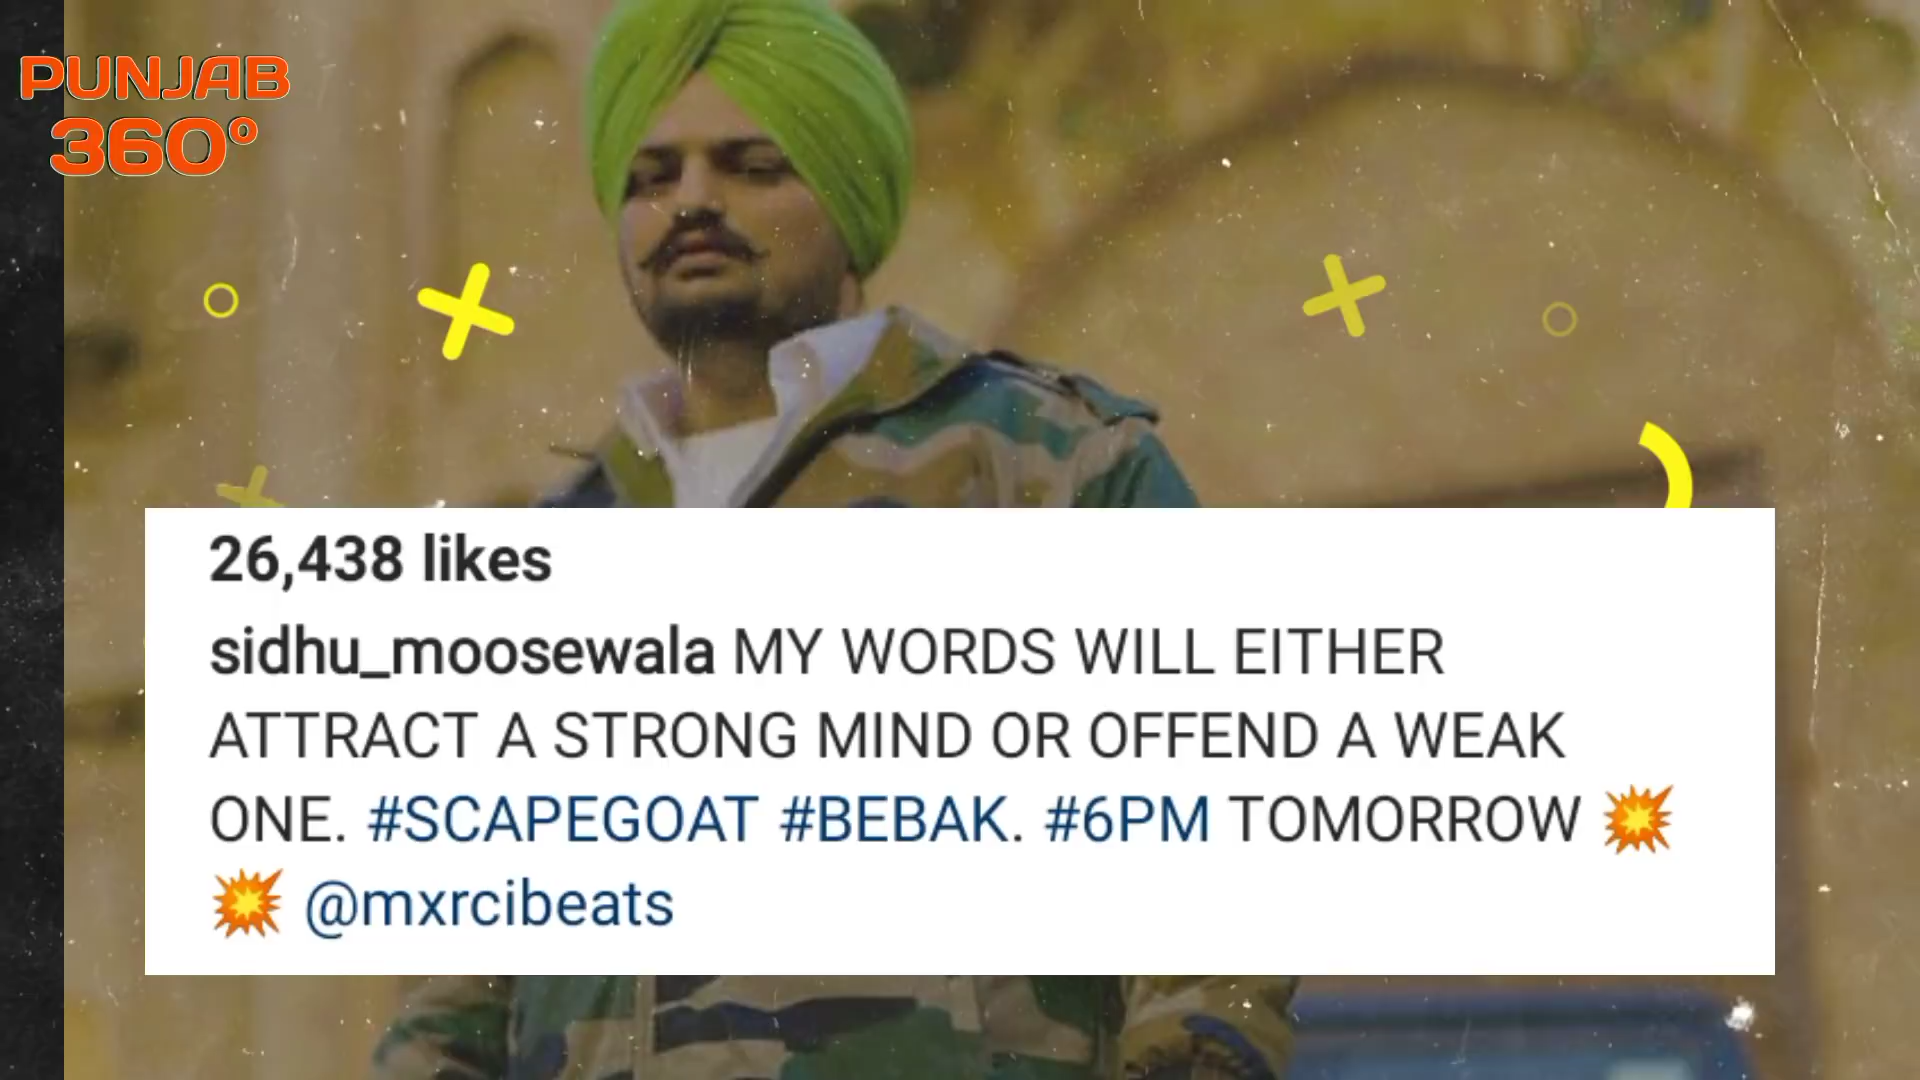 PUNJAB
360°
26,438 likes
sidhu_moosewala MY WORDS WILL EITHER
ATTRACT A STRONG MIND OR OFFEND A WEAK
ONE. #SCAPEGOAT #BEBAK. #6PM TOMORROW 💥
💥 @mxrcibeats